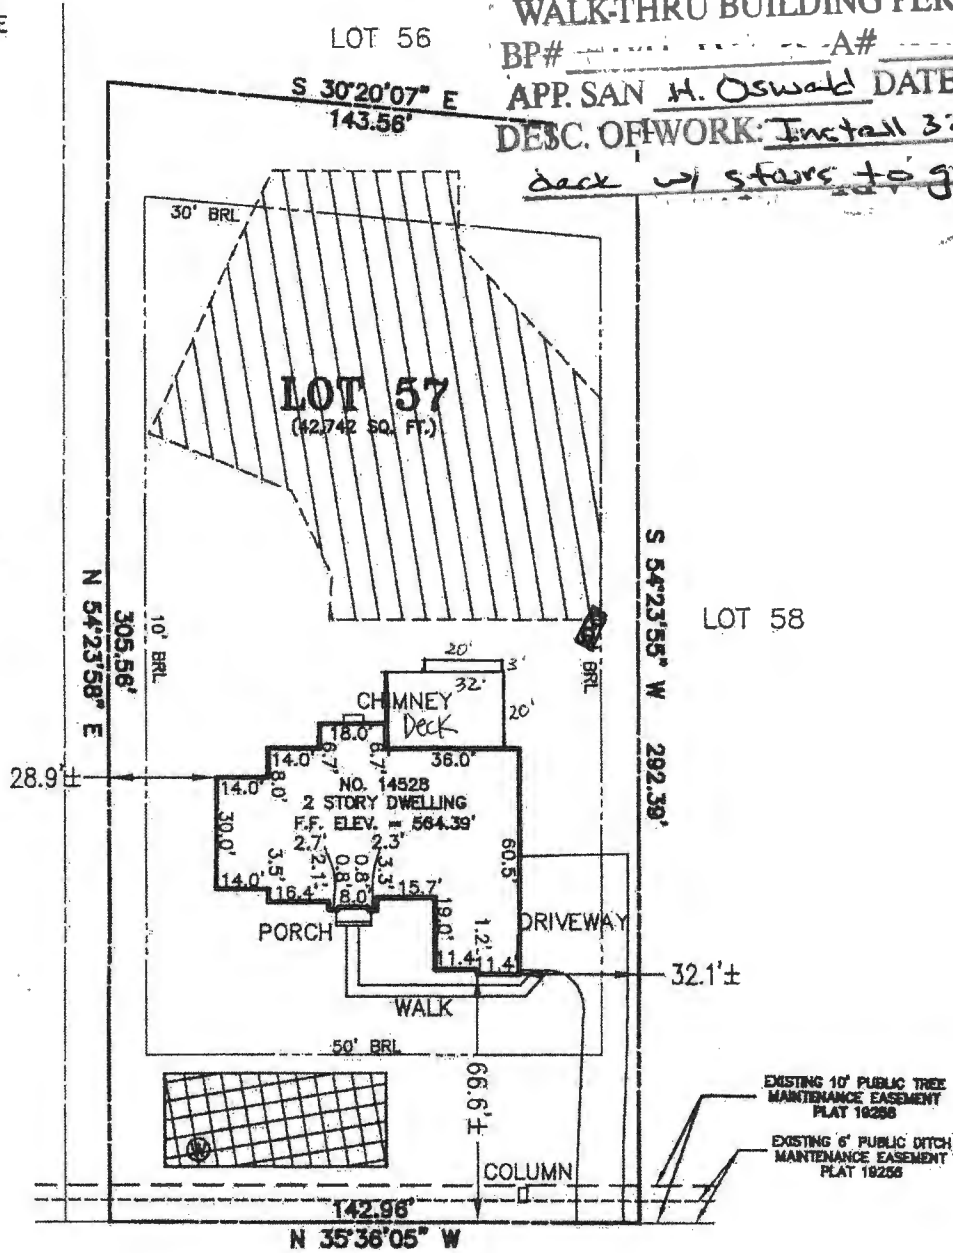 E
LOT 56
WALK-THRU BUILDING PER
BP# A#
APP. SAN H. Oswald DATE
DESC. OF WORK: Install 32
deck w/ stairs to g
S 30°20'07" E
143.56'
30' BRL
LOT 57
(42,742 SQ. FT.)
N 54°23'58" E
305.56'
10' BRL
S 54°23'55" W 292.39'
LOT 58
BRL
20'
3'
32'
20'
CHIMNEY
Deck
18.0'
6.7'
6.7'
14.0'
36.0'
28.9'±
14.0'
8.0'
NO. 14528
2 STORY DWELLING
F.F. ELEV. = 564.39'
30.0'
2.7'
2.3'
60.5'
3.5'
2.1'
0.8'
0.8'
3.3'
14.0'
16.4'
8.0'
15.7'
PORCH
19.0'
1.2'
DRIVEWAY
11.4'
11.4'
32.1'±
WALK
50' BRL
66.6'±
W
EXISTING 10' PUBLIC TREE
MAINTENANCE EASEMENT
PLAT 19256
EXISTING 6' PUBLIC DITCH
MAINTENANCE EASEMENT
PLAT 19256
COLUMN
142.96'
N 35°36'05" W